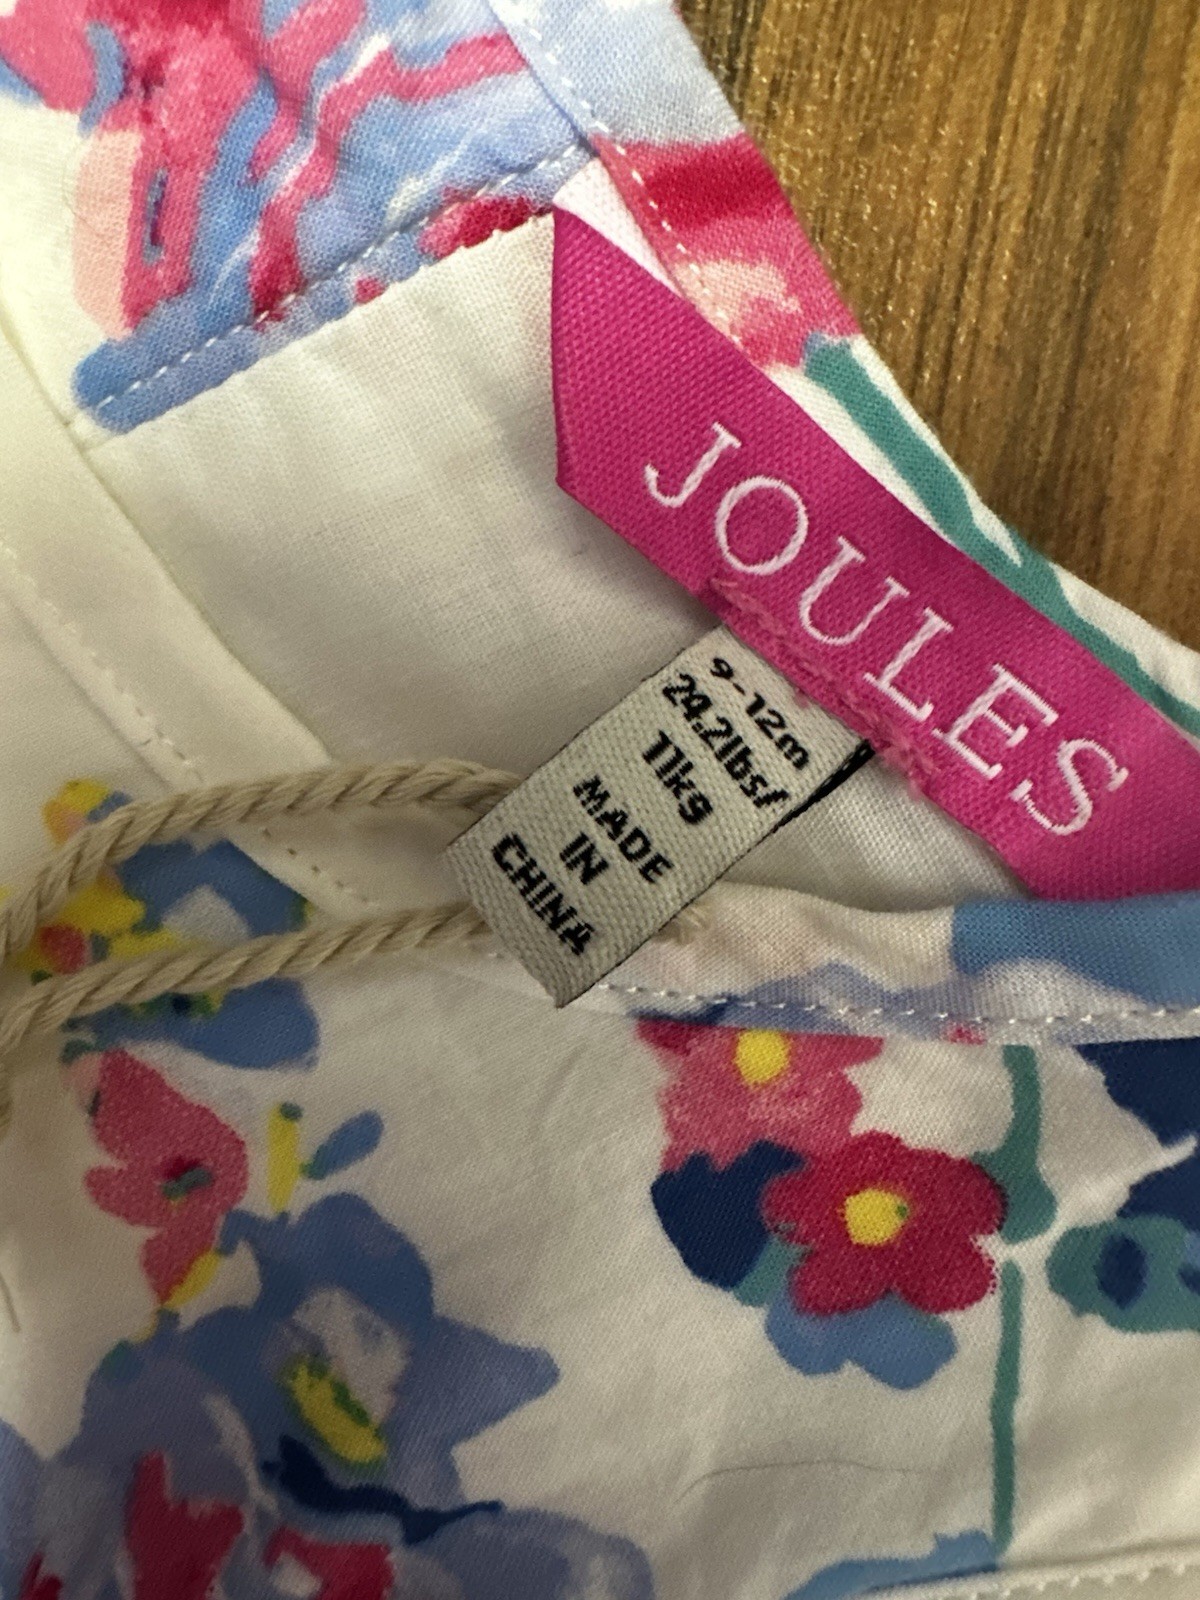 JOULES
9-12m
24.2lbs/
11kg
MADE
IN
CHINA